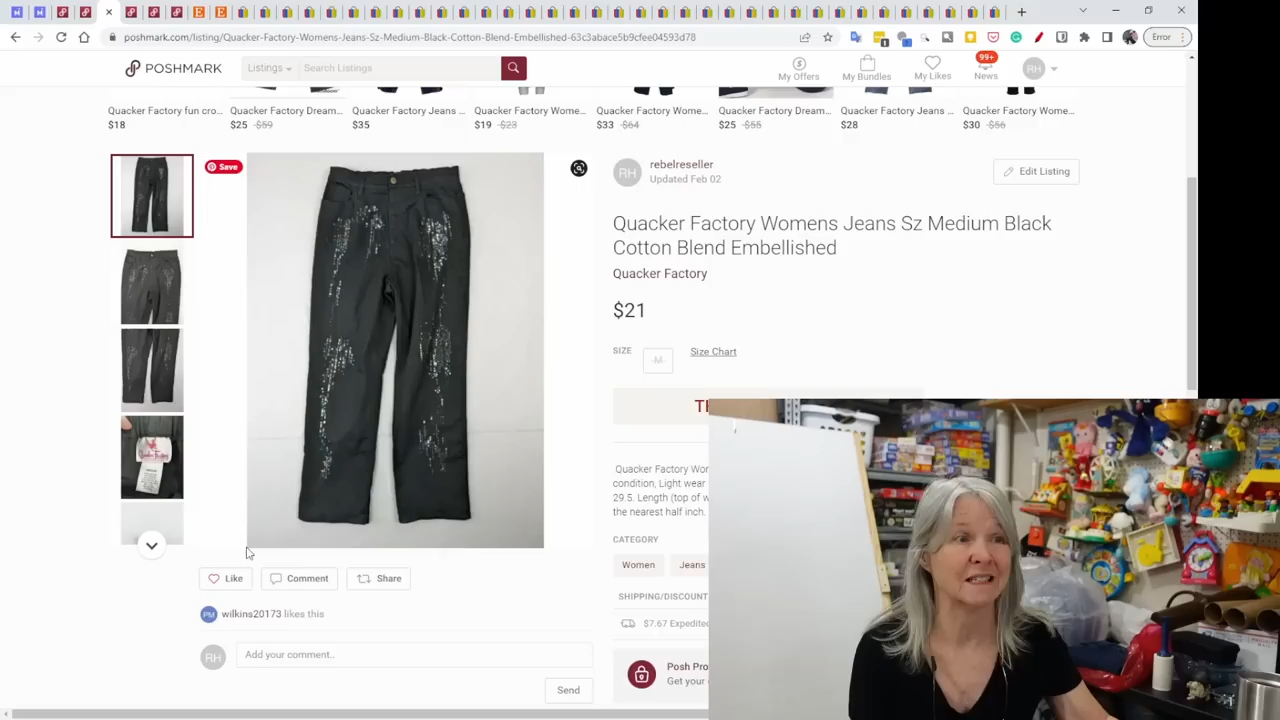 poshmark.com/listing/Quacker-Factory-Womens-Jeans-Sz-Medium-Black-Cotton-Blend-Embellished-63c3abace5b9cfee04593d78
Error
POSHMARK
Listings
Search Listings
My Offers
My Bundles
My Likes
99+
News
RH
Quacker Factory fun cro...
Quacker Factory Dream...
Quacker Factory Jeans ...
Quacker Factory Wome...
Quacker Factory Wome...
Quacker Factory Dream...
Quacker Factory Jeans ...
Quacker Factory Wome...
$18
$25 $59
$35
$19 $23
$33 $64
$25 $55
$28
$30 $56
Save
RH
rebelreseller
Updated Feb 02
Edit Listing
Quacker Factory Womens Jeans Sz Medium Black
Cotton Blend Embellished
Quacker Factory
$21
SIZE
M
Size Chart
Quacker Factory Wor
condition, Light wear
29.5. Length (top of w
the nearest half inch.
CATEGORY
Women
Jeans
SHIPPING/DISCOUNT
$7.67 Expedited
Posh Pro
Get your
Like
Comment
Share
PM
wilkins20173 likes this
RH
Add your comment..
Send